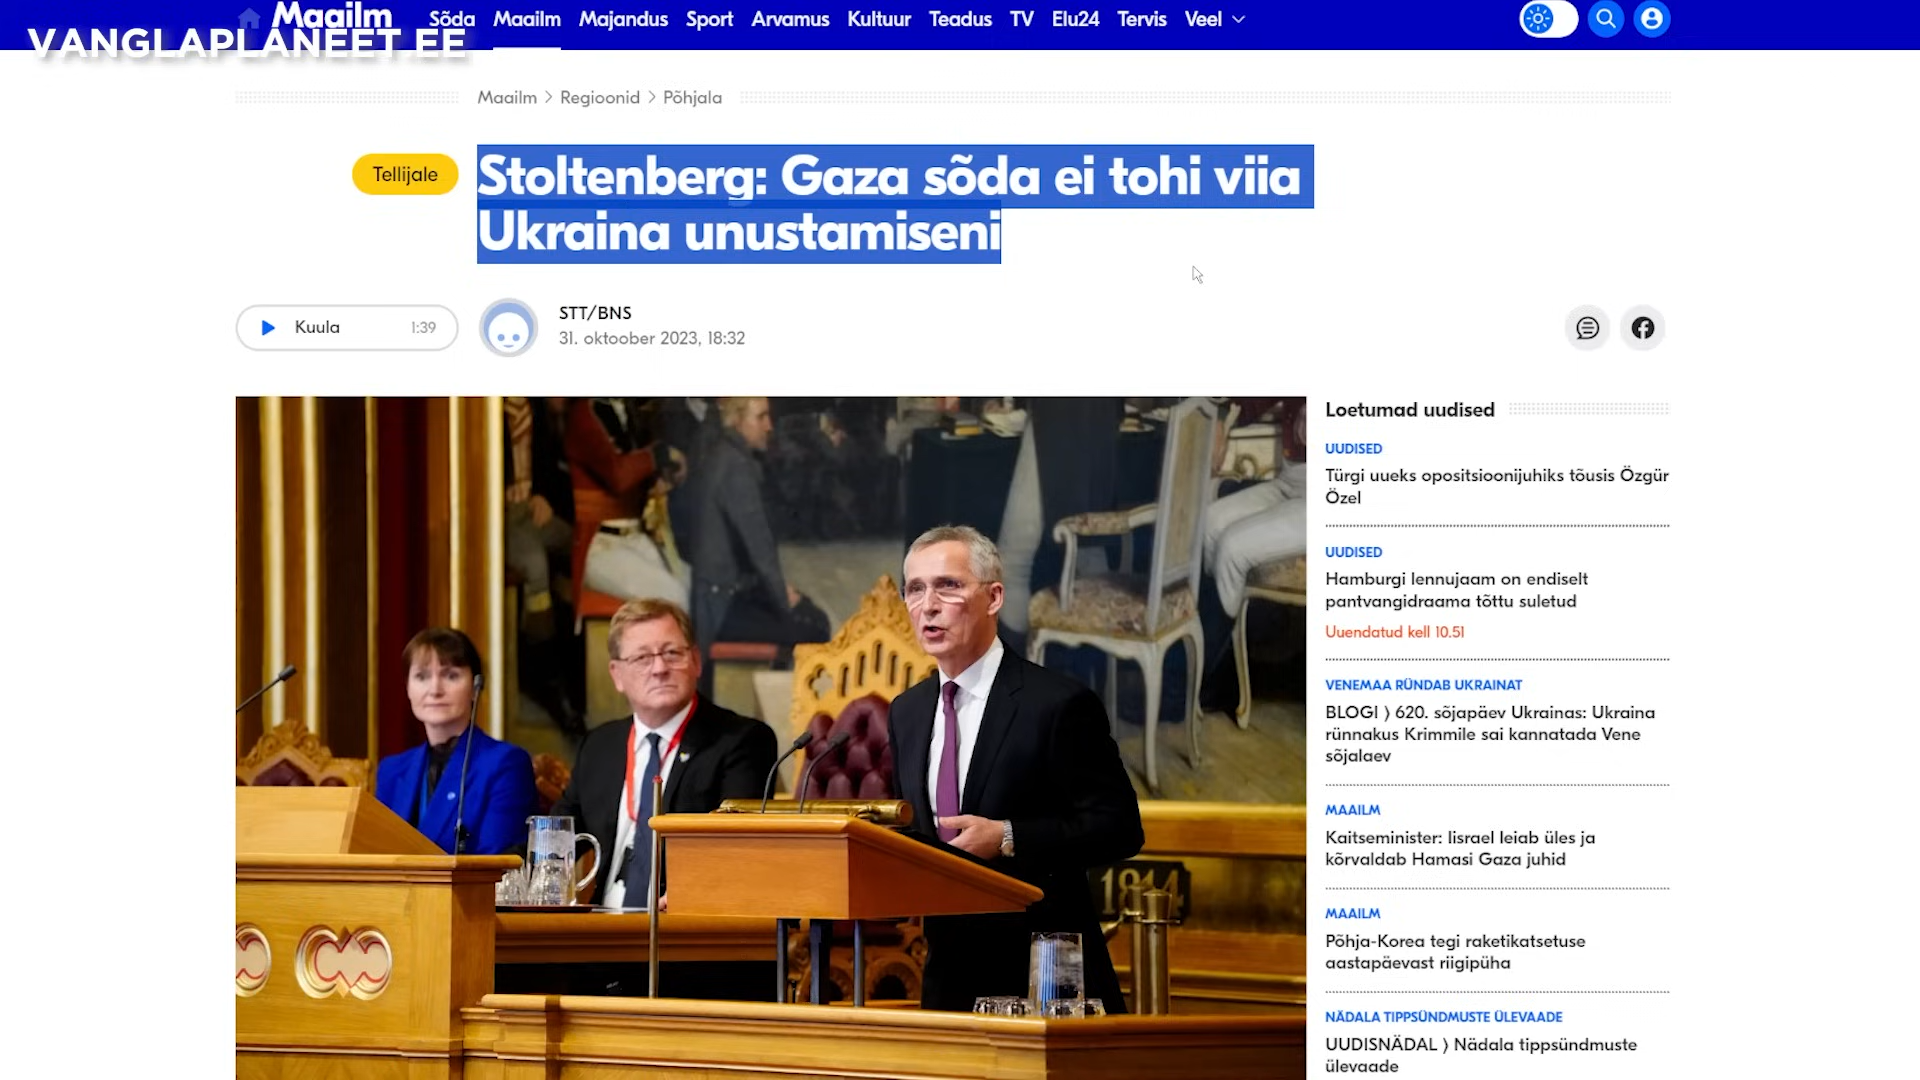 Maailm
Sõda Maailm Majandus Sport Arvamus Kultuur Teadus TV Elu24 Tervis Veel
VANGLAPLANEET.EE
Maailm > Regioonid > Põhjala
Tellijale
Stoltenberg: Gaza sõda ei tohi viia
Ukraina unustamiseni
Kuula 1:39
STT/BNS
31. oktoober 2023, 18:32
Loetumad uudised
UUDISED
Türgi uueks opositsioonijuhiks tõusis Özgür
Özel
UUDISED
Hamburgi lennujaam on endiselt
pantvangidraama tõttu suletud
Uuendatud kell 10.51
VENEMAA RÜNDAB UKRAINAT
BLOGI ⟩ 620. sõjapäev Ukrainas: Ukraina
rünnakus Krimmile sai kannatada Vene
sõjalaev
MAAILM
Kaitseminister: Iisrael leiab üles ja
kõrvaldab Hamasi Gaza juhid
MAAILM
Põhja-Korea tegi raketikatsetuse
aastapäevast riigipüha
NÄDALA TIPPSÜNDMUSTE ÜLEVAADE
UUDISNÄDAL ⟩ Nädala tippsündmuste
ülevaade
1814